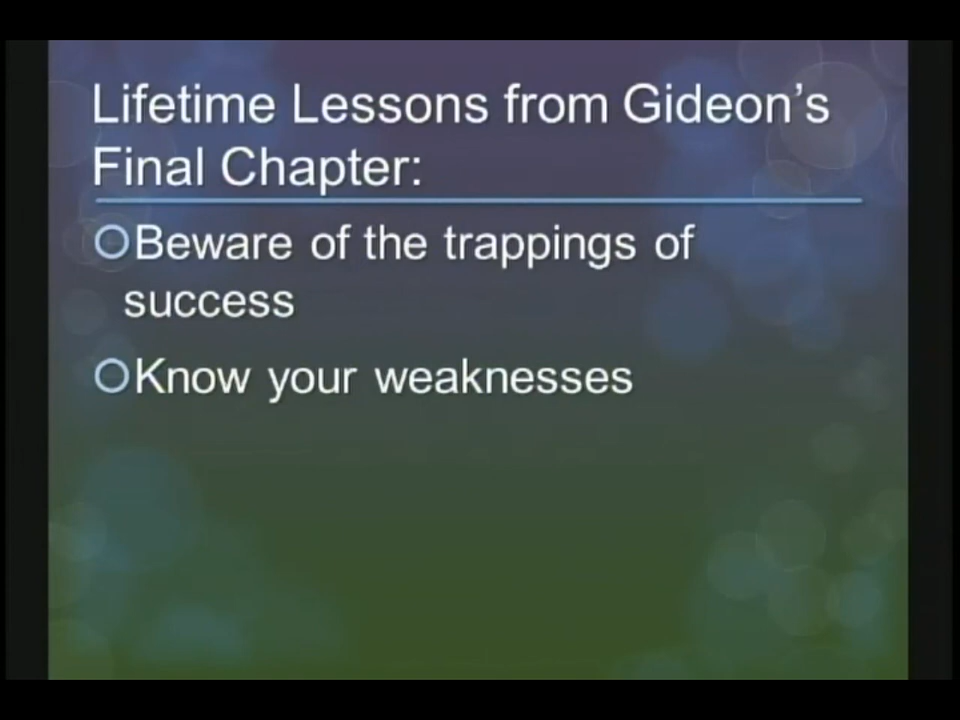 Lifetime Lessons from Gideon’s
Final Chapter:
Beware of the trappings of
success
Know your weaknesses